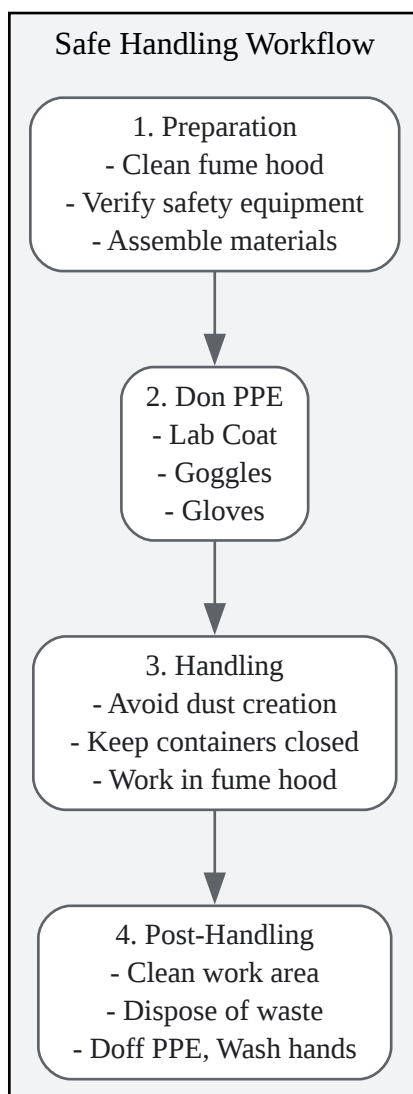 Safe Handling Workflow
1. Preparation
- Clean fume hood
- Verify safety equipment
- Assemble materials
2. Don PPE
- Lab Coat
- Goggles
- Gloves
3. Handling
- Avoid dust creation
- Keep containers closed
- Work in fume hood
4. Post-Handling
- Clean work area
- Dispose of waste
- Doff PPE, Wash hands